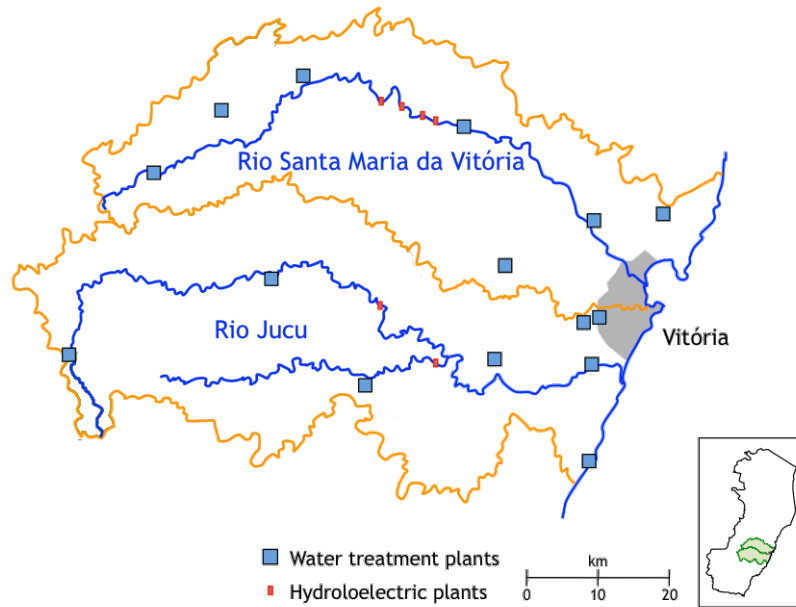 Rio Santa Maria da Vitória
Rio Jucu
Vitória
Water treatment plants
Hydroloelectric plants
km
0 10 20